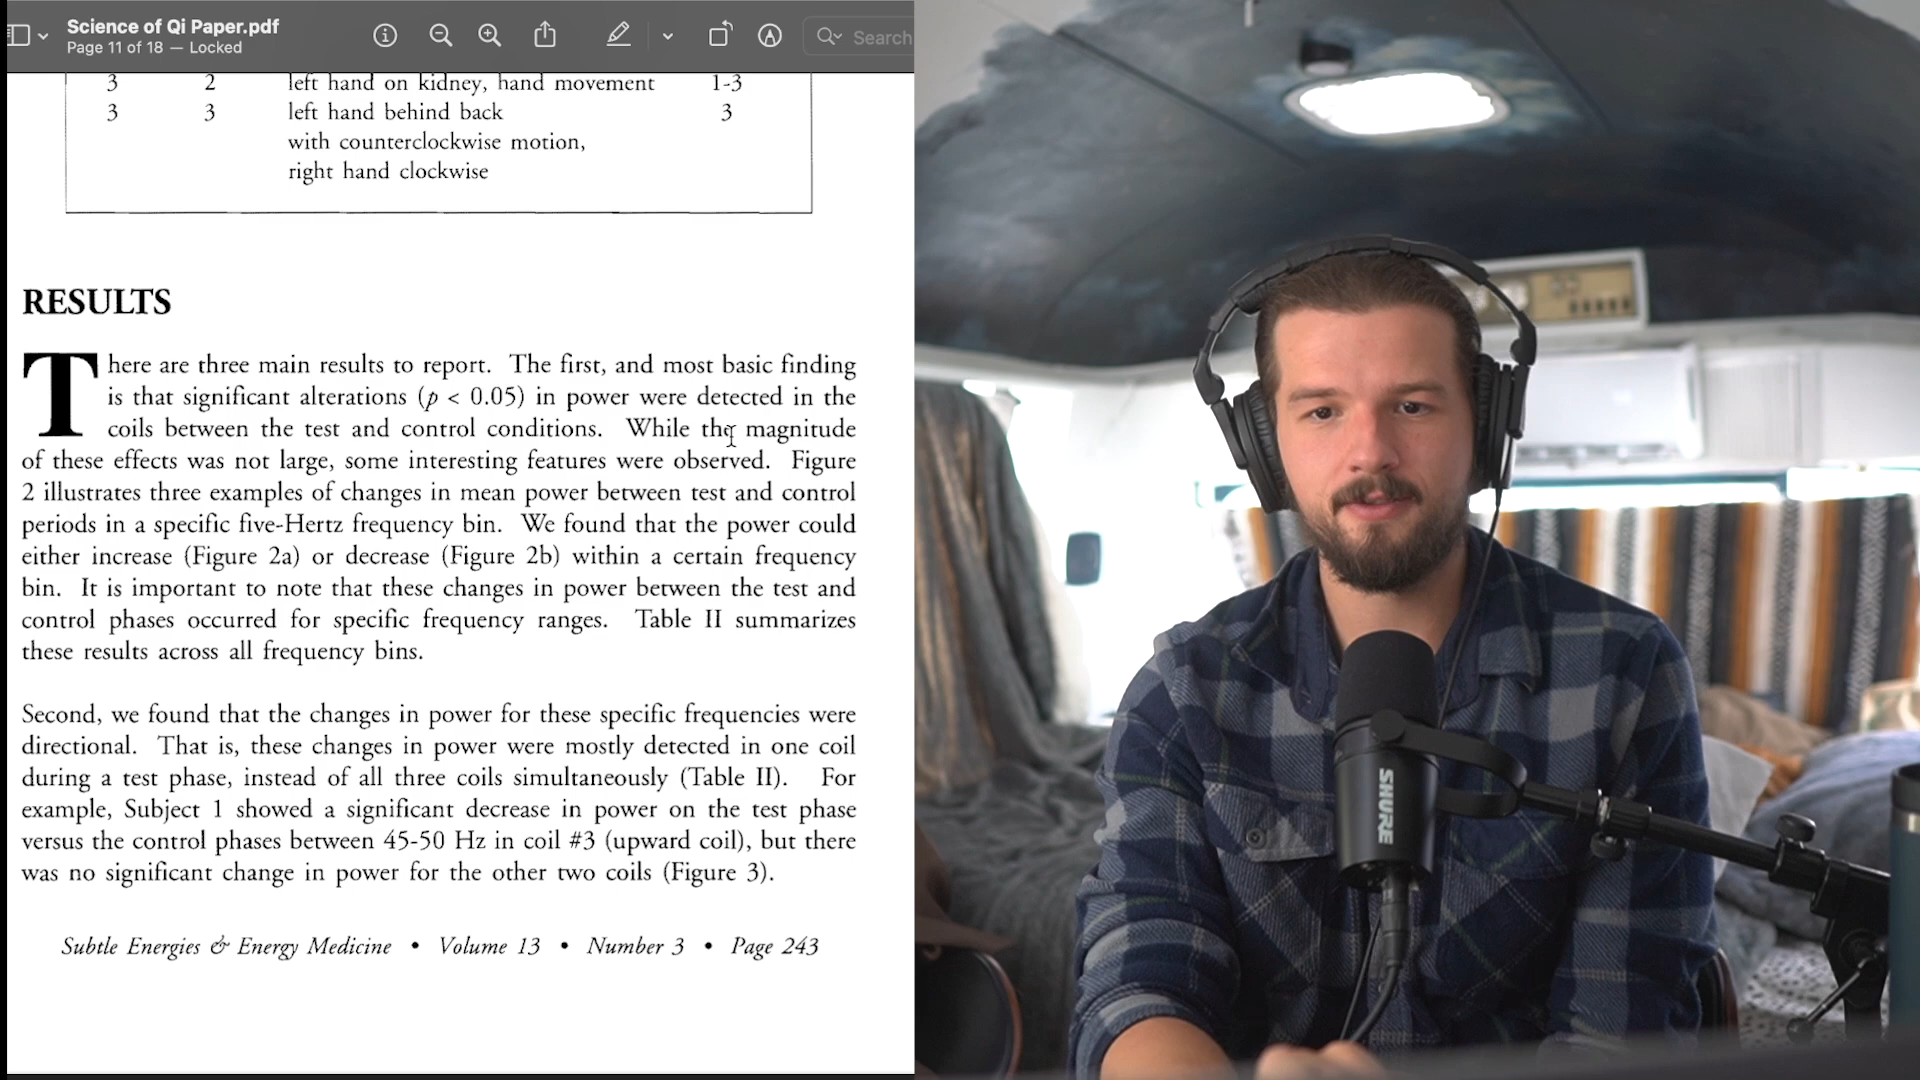 Science of Qi Paper.pdf
Page 11 of 18 — Locked
Search
3 2 left hand on kidney, hand movement 1-3
3 3 left hand behind back 3
with counterclockwise motion,
right hand clockwise
RESULTS
There are three main results to report. The first, and most basic finding
is that significant alterations (p < 0.05) in power were detected in the
coils between the test and control conditions. While the magnitude
of these effects was not large, some interesting features were observed. Figure
2 illustrates three examples of changes in mean power between test and control
periods in a specific five-Hertz frequency bin. We found that the power could
either increase (Figure 2a) or decrease (Figure 2b) within a certain frequency
bin. It is important to note that these changes in power between the test and
control phases occurred for specific frequency ranges. Table II summarizes
these results across all frequency bins.
Second, we found that the changes in power for these specific frequencies were
directional. That is, these changes in power were mostly detected in one coil
during a test phase, instead of all three coils simultaneously (Table II). For
example, Subject 1 showed a significant decrease in power on the test phase
versus the control phases between 45-50 Hz in coil #3 (upward coil), but there
was no significant change in power for the other two coils (Figure 3).
Subtle Energies & Energy Medicine • Volume 13 • Number 3 • Page 243
SHURE